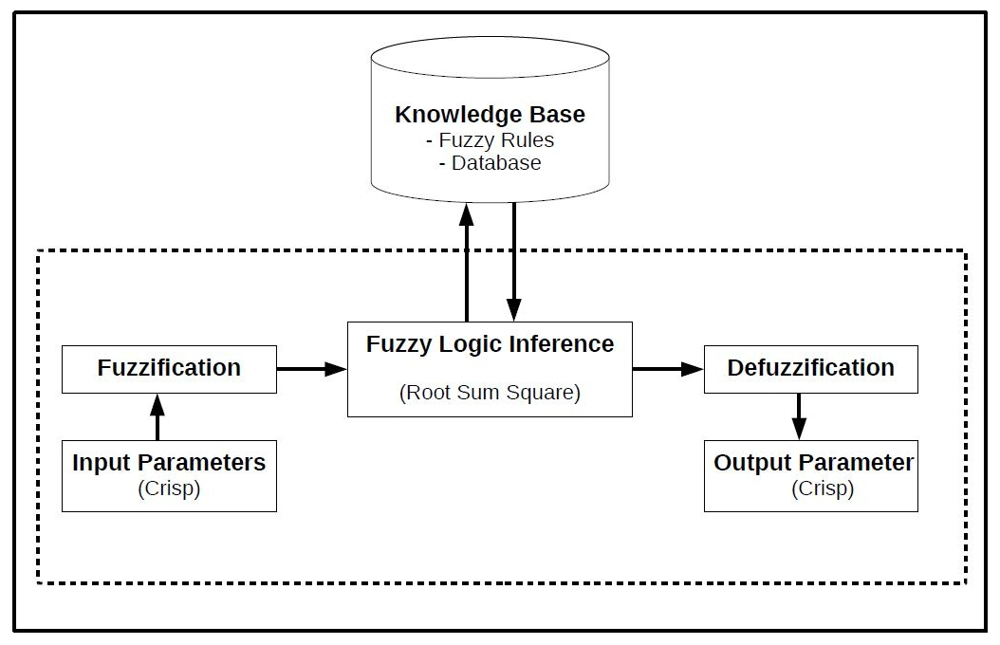 Knowledge Base
- Fuzzy Rules
- Database
Fuzzification
Fuzzy Logic Inference
(Root Sum Square)
Defuzzification
Input Parameters
(Crisp)
Output Parameter
(Crisp)